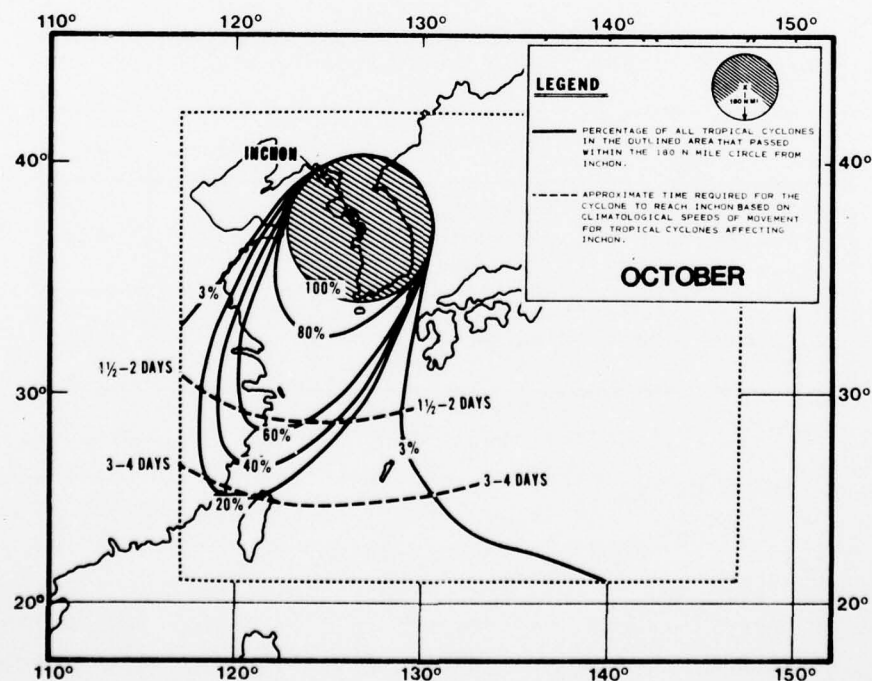 110°
120°
130°
140°
152°
LEGEND
X
180 N MI
PERCENTAGE OF ALL TROPICAL CYCLONES
IN THE OUTLINED AREA THAT PASSED
WITHIN THE 180 N MILE CIRCLE FROM
INCHON.
APPROXIMATE TIME REQUIRED FOR THE
CYCLONE TO REACH INCHON BASED ON
CLIMATOLOGICAL SPEEDS OF MOVEMENT
FOR TROPICAL CYCLONES AFFECTING
INCHON.
OCTOBER
40°
INCHON
40°
3%
100%
80%
1½-2 DAYS
30°
30°
1½-2 DAYS
60%
3%
40%
3-4 DAYS
3-4 DAYS
20%
20°
20°
110°
120°
130°
140°
152°